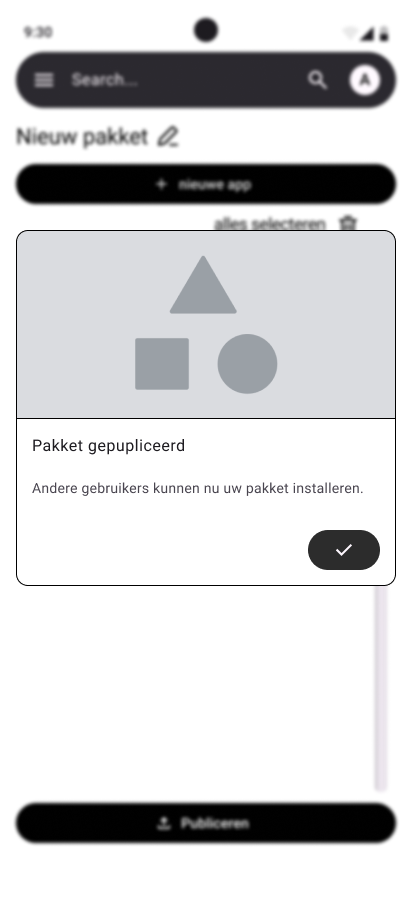 9:30
Search...
A
Nieuw pakket
nieuwe app
alles selecteren
Pakket gepupliceerd
Andere gebruikers kunnen nu uw pakket installeren.
Publiceren